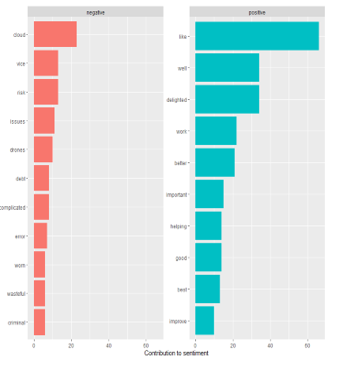 negative
positive
cloud
vice
risk
issues
drones
debt
complicated
error
worn
wasteful
criminal
like
well
delighted
work
better
important
helping
good
best
improve
0
20
40
60
0
20
40
60
Contribution to sentiment